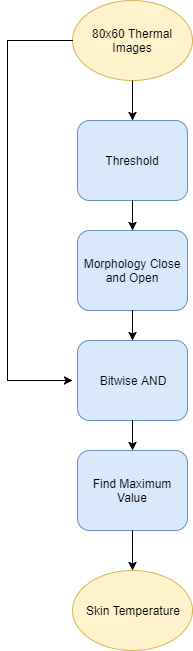 80x60 Thermal
Images
Threshold
Morphology Close
and Open
Bitwise AND
Find Maximum
Value
Skin Temperature